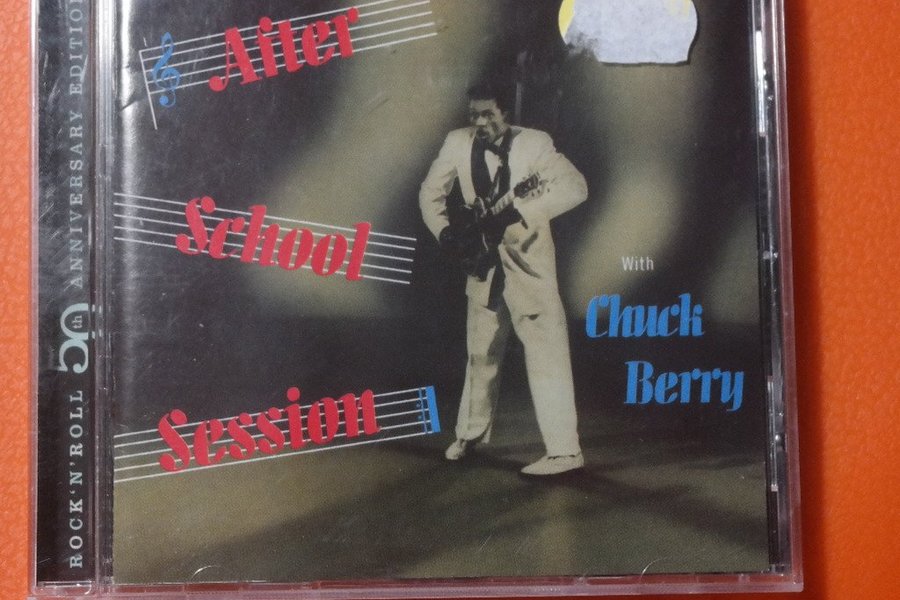 After
School
Session
With
Chuck
Berry
ROCK'N'ROLL 50th ANNIVERSARY EDITION